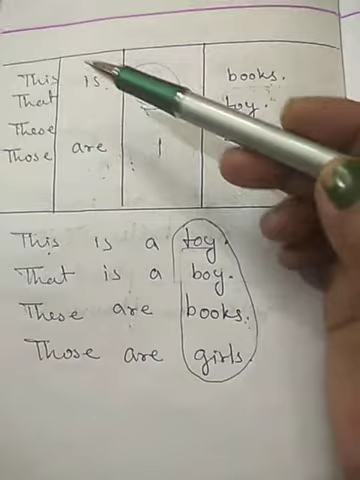 This is. books.
That toy.
These
Those are
This is a toy.
That is a boy.
These are books.
Those are girls.